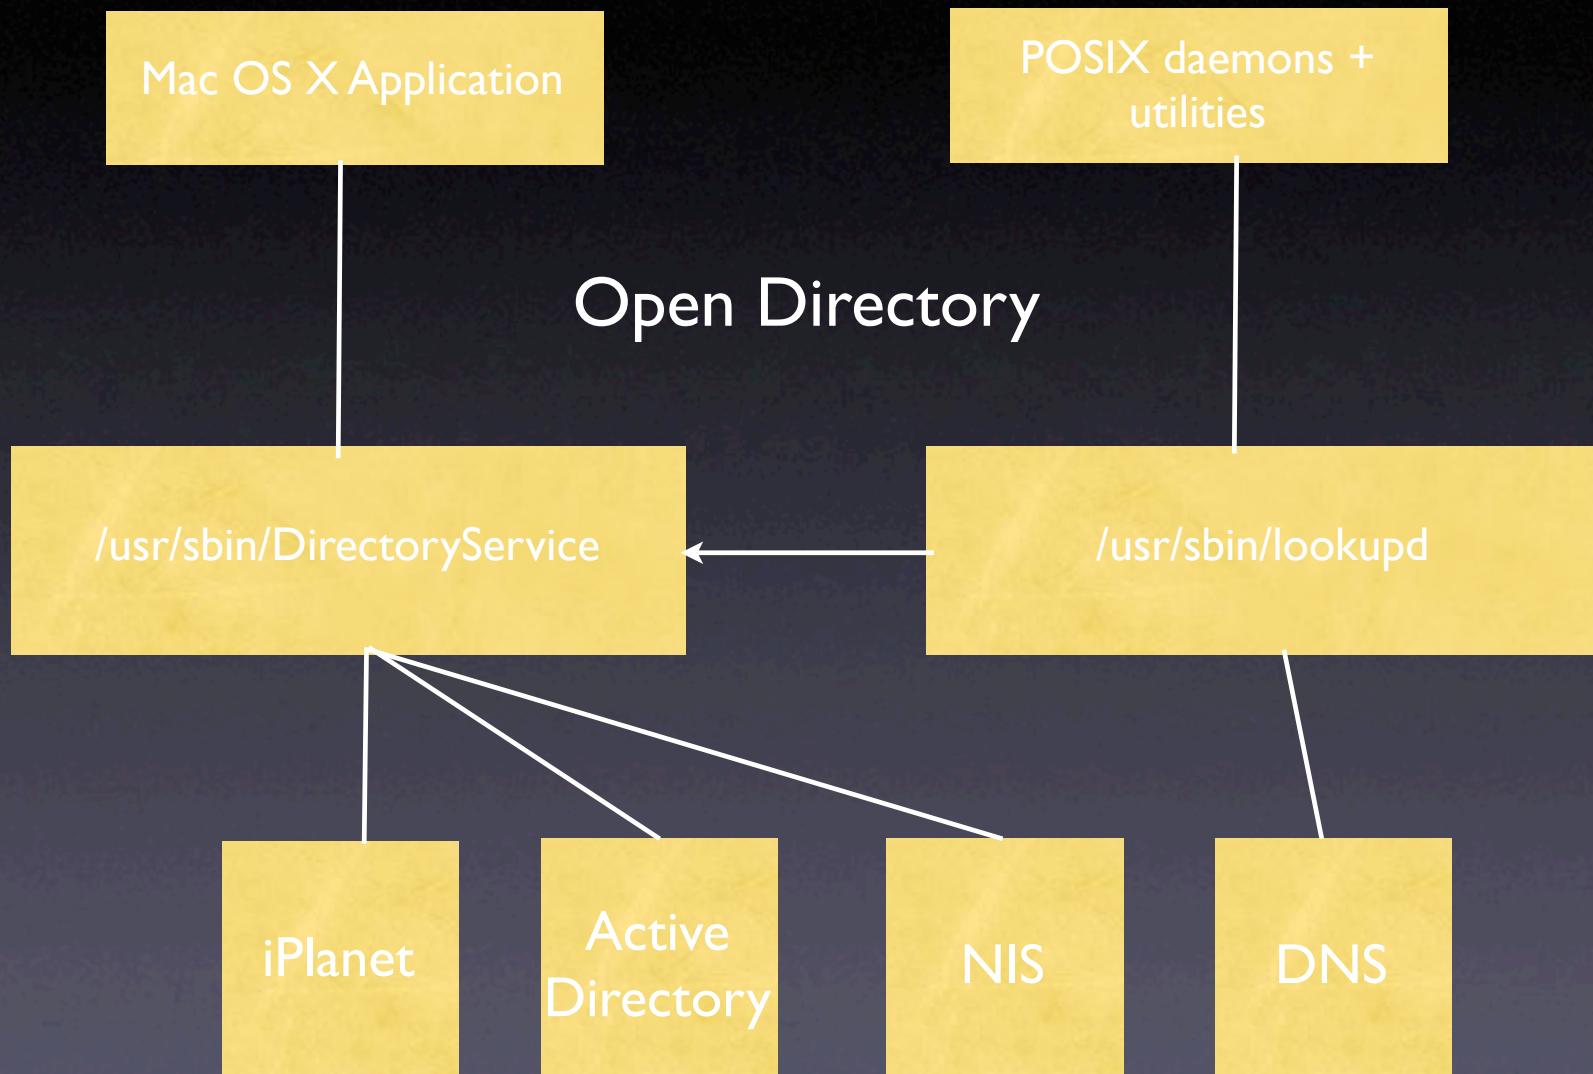 Mac OS X Application
POSIX daemons +
utilities
Open Directory
/usr/sbin/DirectoryService
/usr/sbin/lookupd
iPlanet
Active
Directory
NIS
DNS